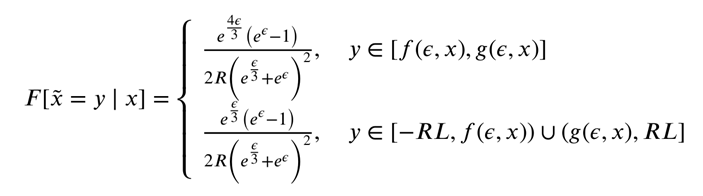 F[x̃ = y | x] = { e^{4ϵ/3}(e^ϵ−1) / 2R(e^{ϵ/3}+e^ϵ)^2, y ∈ [f(ϵ, x), g(ϵ, x)]
e^{ϵ/3}(e^ϵ−1) / 2R(e^{ϵ/3}+e^ϵ)^2, y ∈ [−RL, f(ϵ, x)) ∪ (g(ϵ, x), RL]